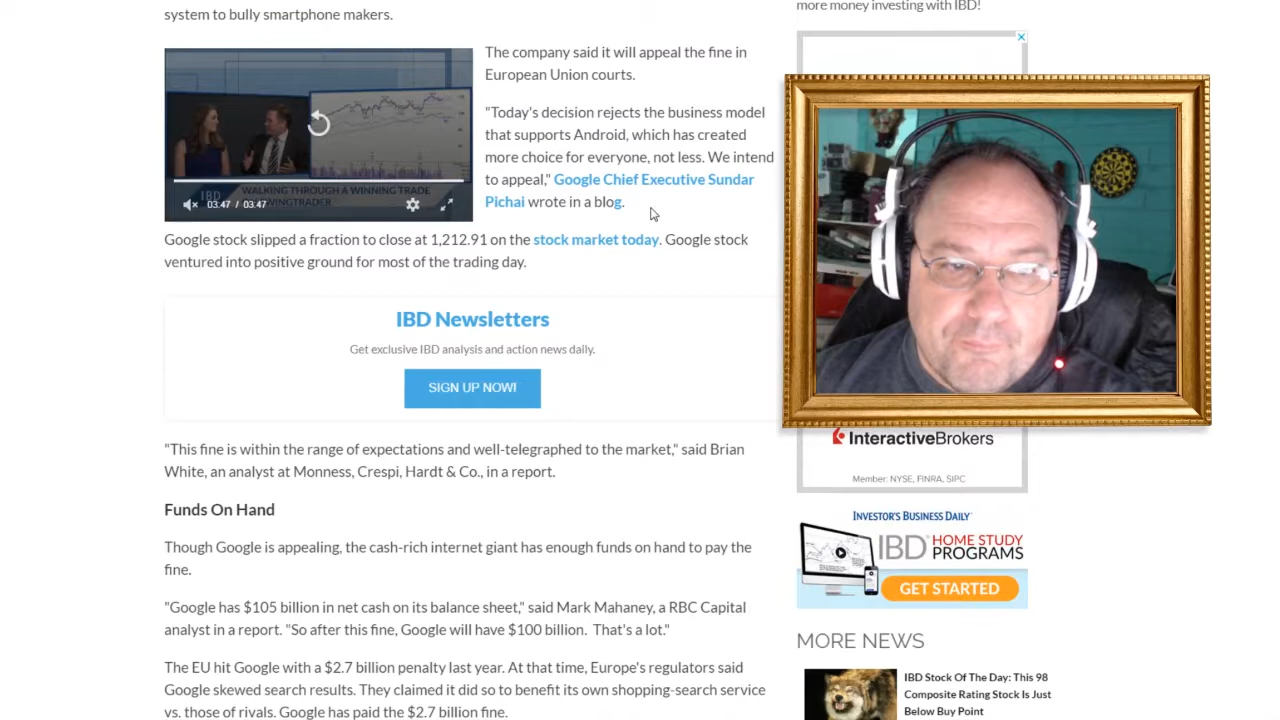 system to bully smartphone makers.
more money investing with IBD!
The company said it will appeal the fine in
European Union courts.
"Today's decision rejects the business model
that supports Android, which has created
more choice for everyone, not less. We intend
to appeal," Google Chief Executive Sundar
Pichai wrote in a blog.
IBD
WALKING THROUGH A WINNING TRADE
03:47 / 03:47
Google stock slipped a fraction to close at 1,212.91 on the stock market today. Google stock
ventured into positive ground for most of the trading day.
IBD Newsletters
Get exclusive IBD analysis and action news daily.
SIGN UP NOW!
InteractiveBrokers
Member: NYSE, FINRA, SIPC
"This fine is within the range of expectations and well-telegraphed to the market," said Brian
White, an analyst at Monness, Crespi, Hardt & Co., in a report.
Funds On Hand
Though Google is appealing, the cash-rich internet giant has enough funds on hand to pay the
fine.
"Google has $105 billion in net cash on its balance sheet," said Mark Mahaney, a RBC Capital
analyst in a report. "So after this fine, Google will have $100 billion. That's a lot."
The EU hit Google with a $2.7 billion penalty last year. At that time, Europe's regulators said
Google skewed search results. They claimed it did so to benefit its own shopping-search service
vs. those of rivals. Google has paid the $2.7 billion fine.
INVESTOR'S BUSINESS DAILY
IBD HOME STUDY
PROGRAMS
GET STARTED
MORE NEWS
IBD Stock Of The Day: This 98
Composite Rating Stock Is Just
Below Buy Point